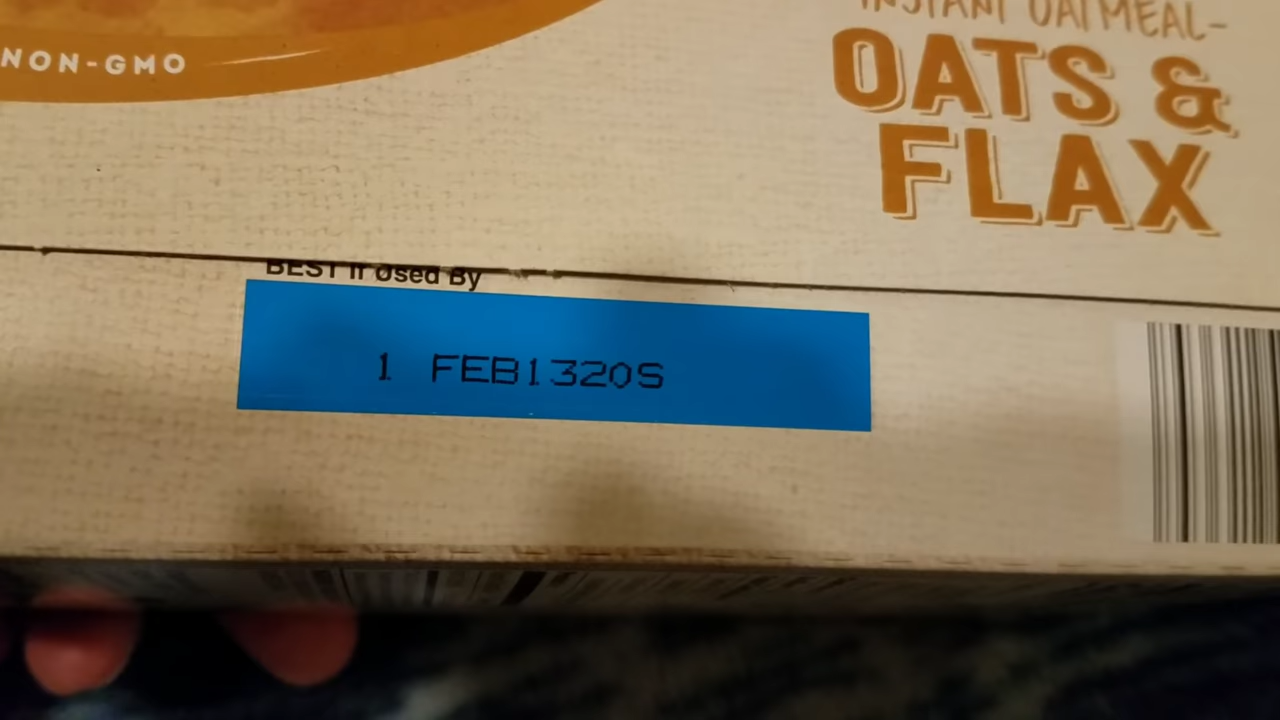 NON-GMO
INSTANT OATMEAL-
OATS &
FLAX
BEST If Used By
1 FEB1320S